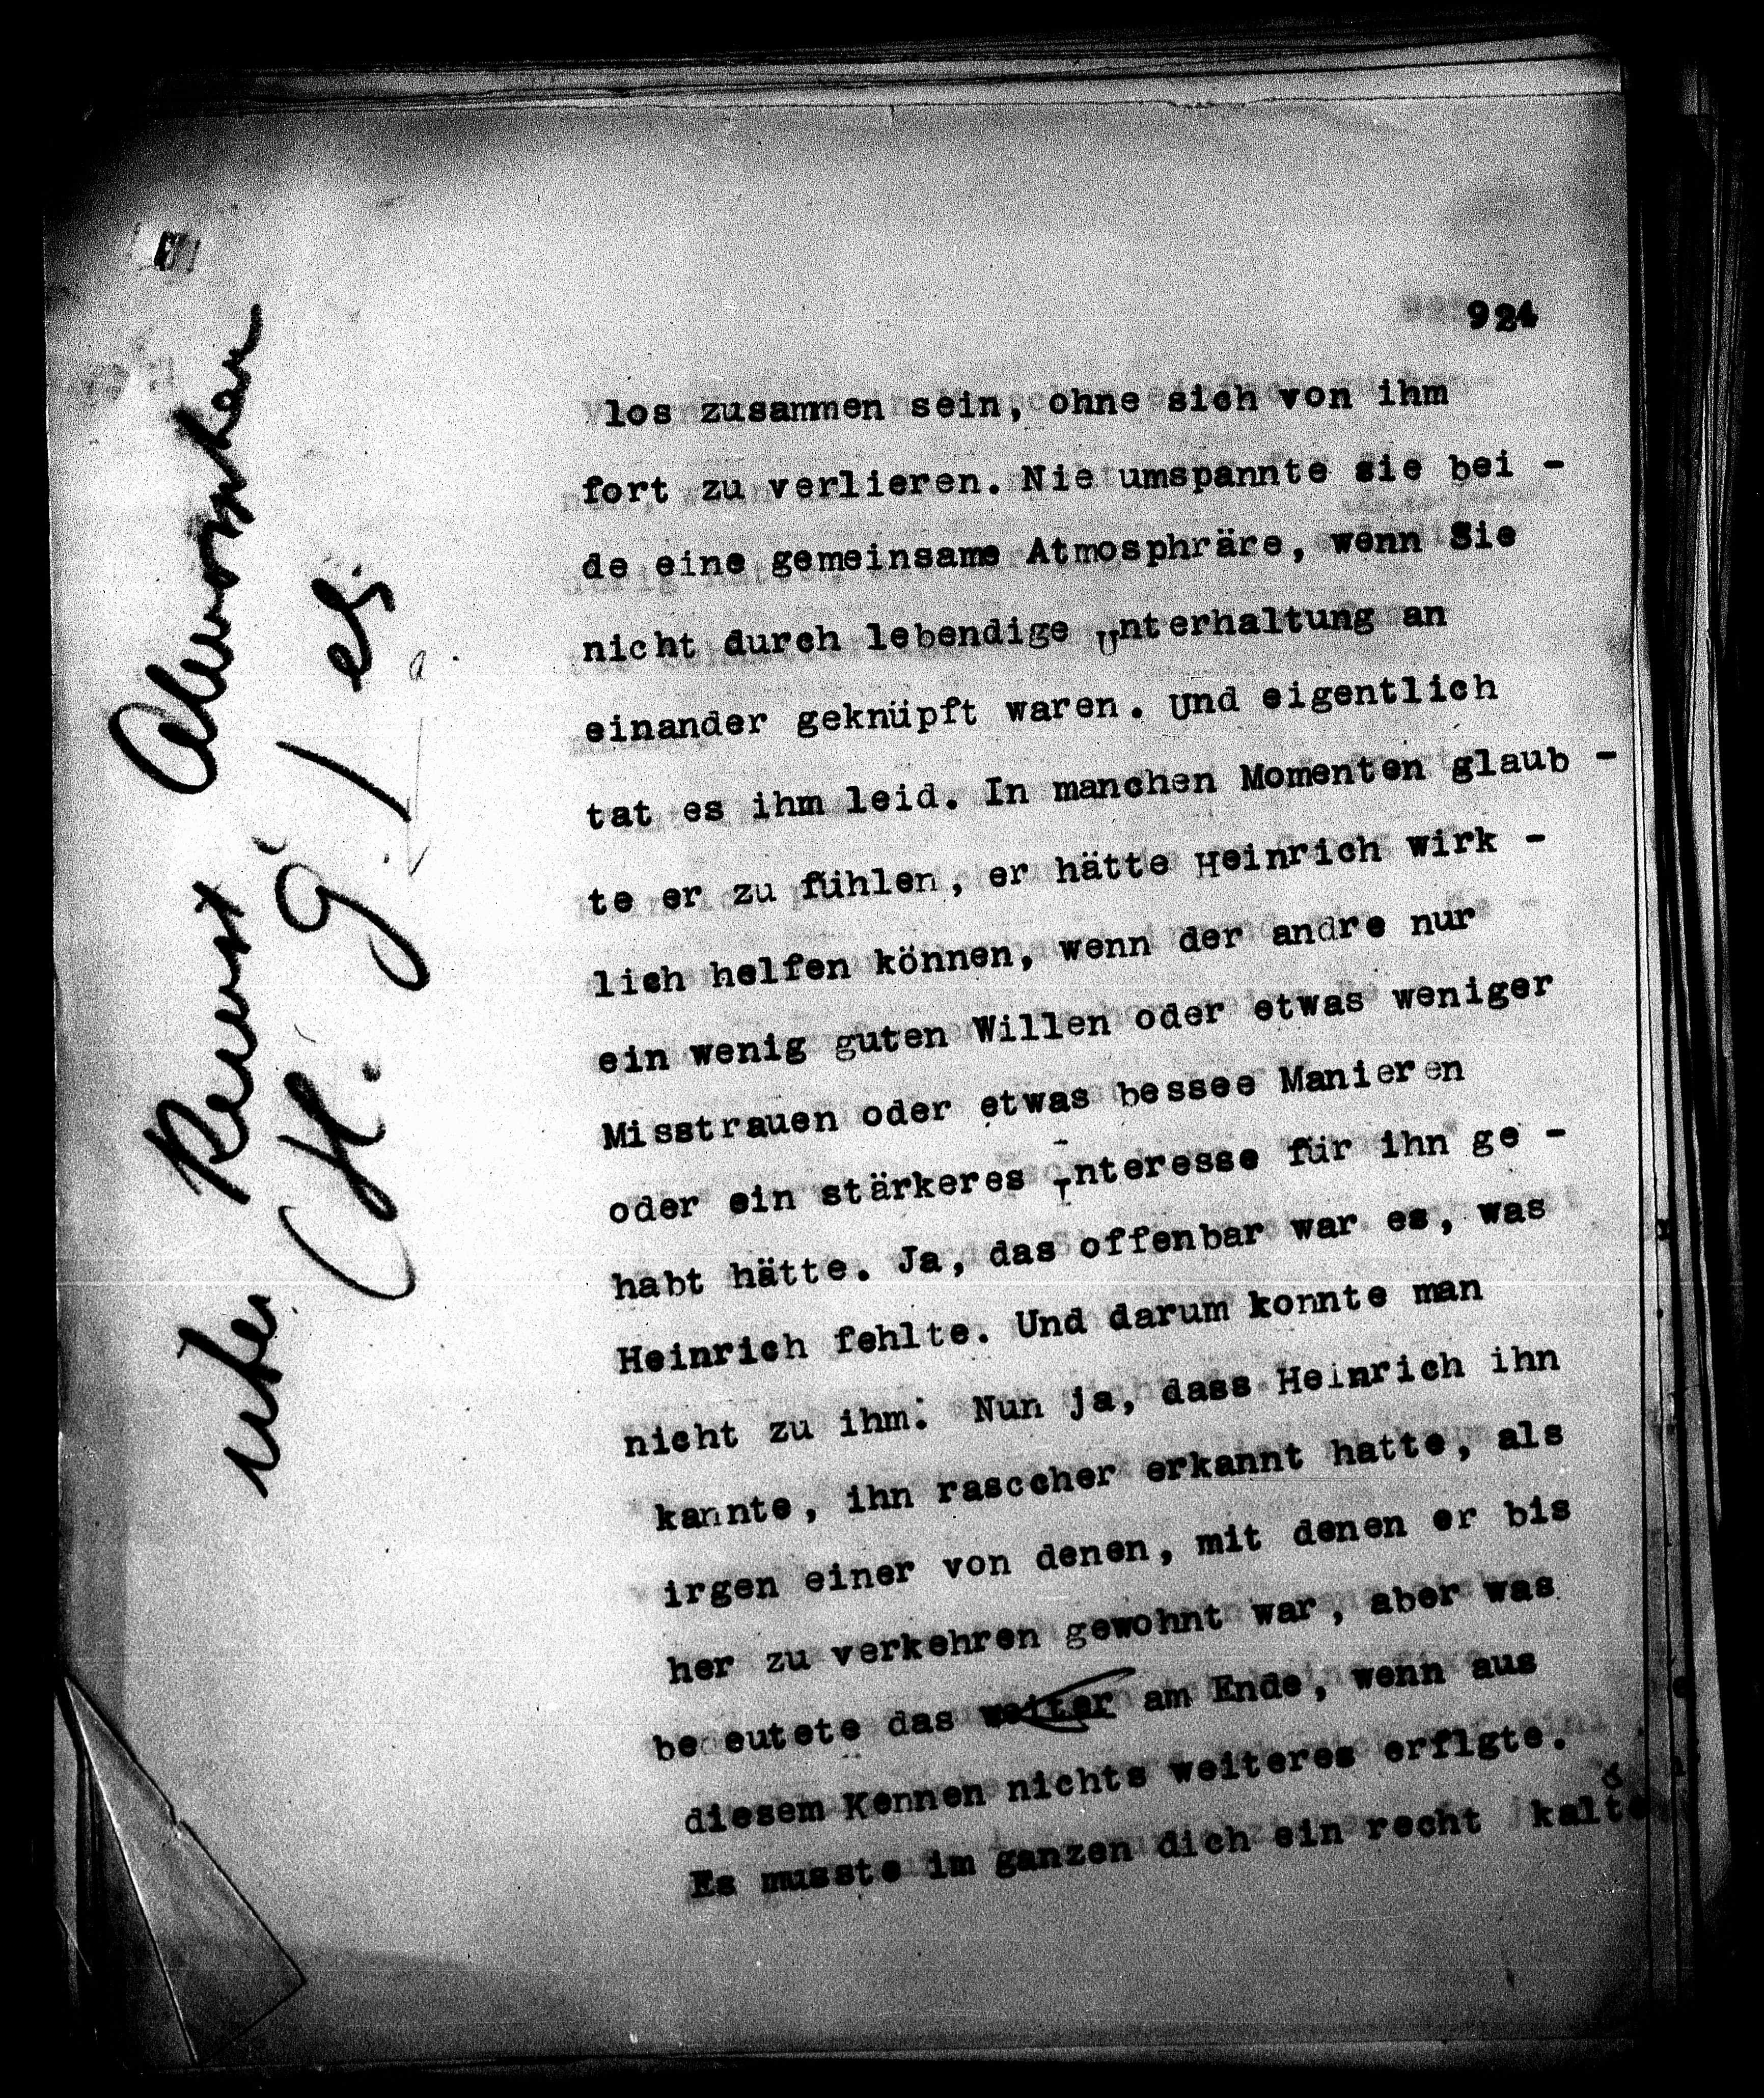 924
los zusammen sein, ohne sich von ihm
fort zu verlieren. Nie umspannte sie bei -
de eine gemeinsame Atmosphräre, wenn Sie
nicht durch lebendige Unterhaltung an
einander geknüpft waren. Und eigentlich
tat es ihm leid. In manchen Momenten glaub -
te er zu fühlen, er hätte Heinrich wirk -
lich helfen können, wenn der andre nur
ein wenig guten Willen oder etwas weniger
Misstrauen oder etwas bessee Manieren
oder ein stärkeres Interesse für ihn ge -
habt hätte. Ja, das offenbar war es, was
Heinrich fehlte. Und darum konnte man
nicht zu ihm: Nun ja, dass Heinrich ihn
kannte, ihn rasccher erkannt hatte, als
irgen einer von denen, mit denen er bis
her zu verkehren gewohnt war, aber was
bedeutete das weiter am Ende, wenn aus
diesem Kennen nichts weiteres erflgte.
Es musste im ganzen dich ein recht kalte